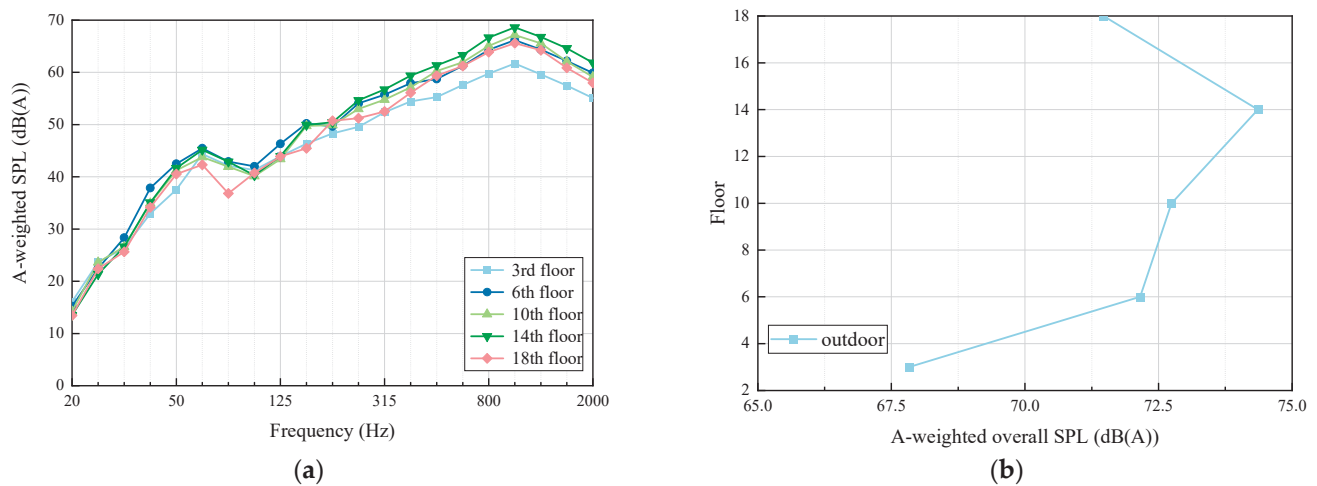 70
60
50
40
30
20
10
0
A-weighted SPL (dB(A))
3rd floor
6th floor
10th floor
14th floor
18th floor
20 50 125 315 800 2000
Frequency (Hz)
(a)
18
16
14
12
10
8
6
4
2
Floor
outdoor
65.0 67.5 70.0 72.5 75.0
A-weighted overall SPL (dB(A))
(b)